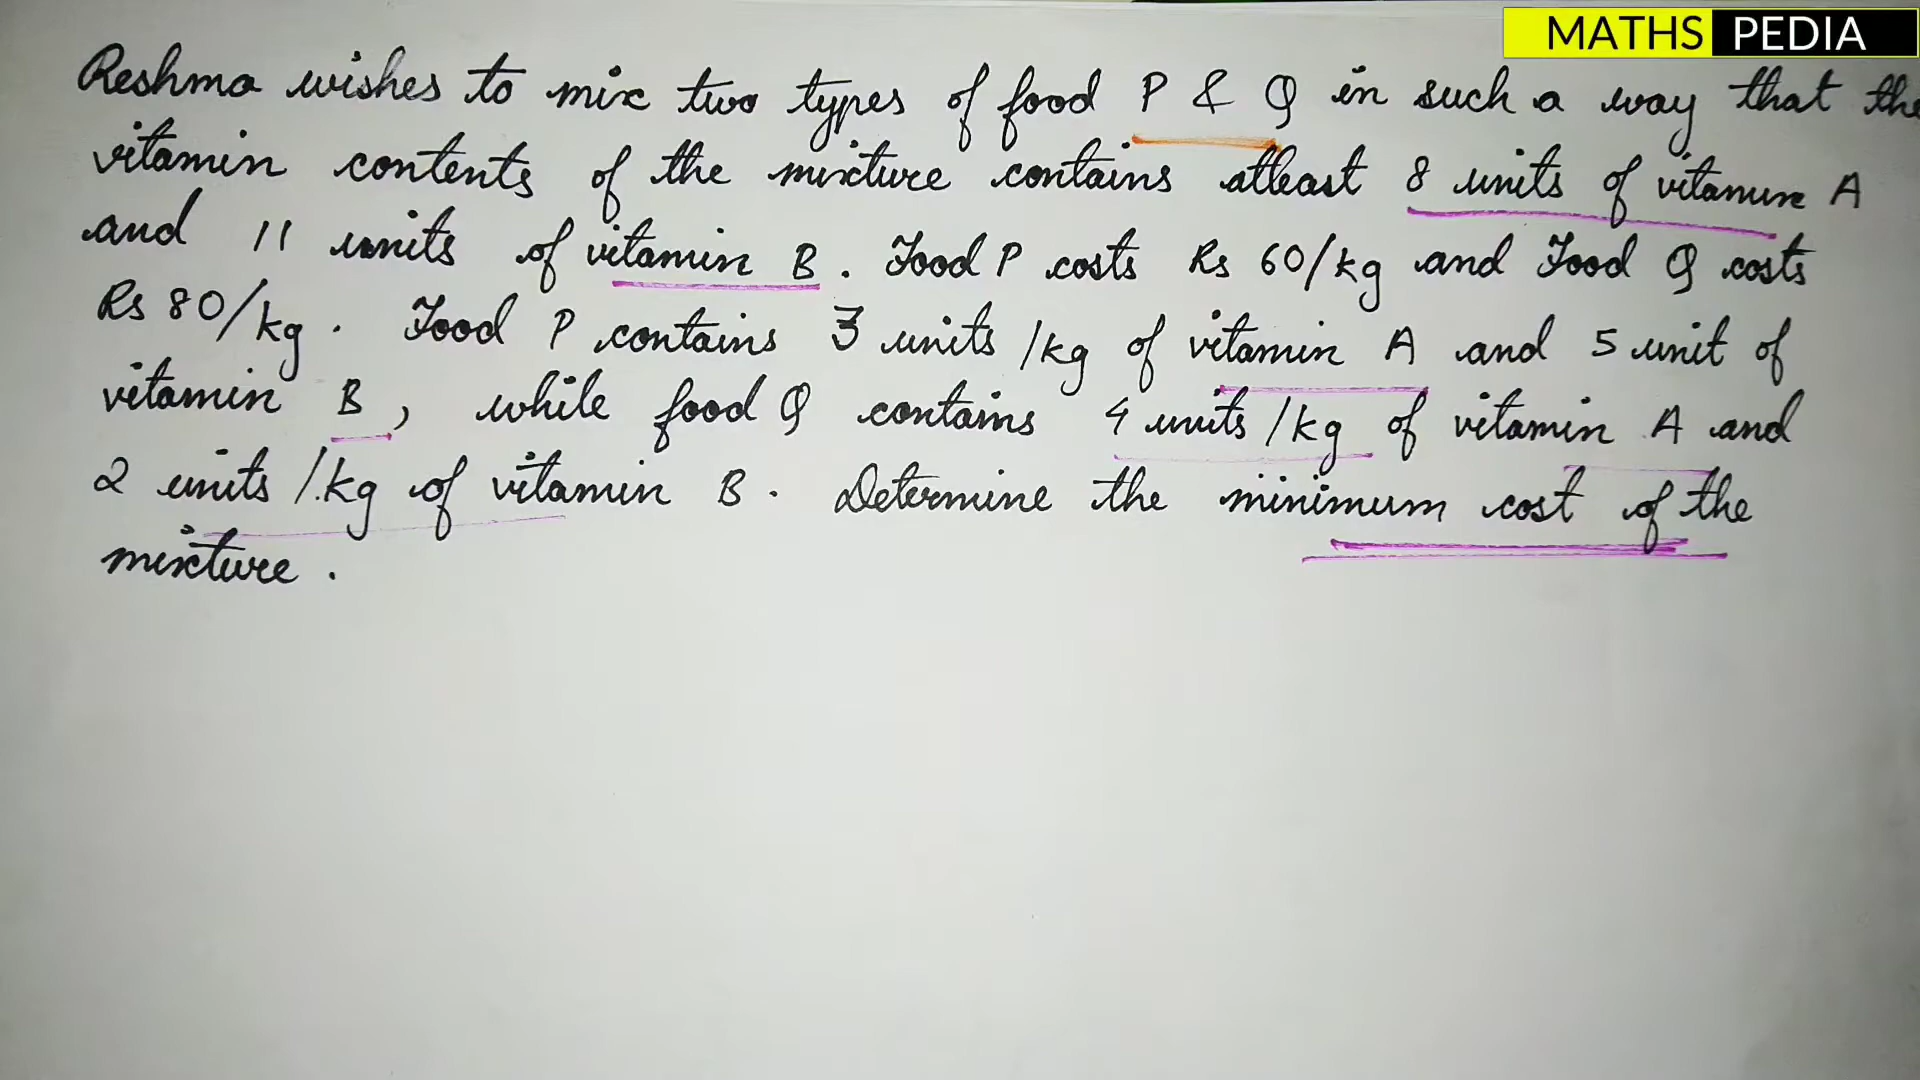 MATHS PEDIA
Reshma wishes to mix two types of food P & Q in such a way that the
vitamin contents of the mixture contains atleast 8 units of vitamin A
and 11 units of vitamin B. Food P costs Rs 60/kg and Food Q costs
Rs 80/kg. Food P contains 3 units /kg of vitamin A and 5 unit of
vitamin B, while food Q contains 4 units /kg of vitamin A and
2 units /.kg of vitamin B. Determine the minimum cost of the
mixture.